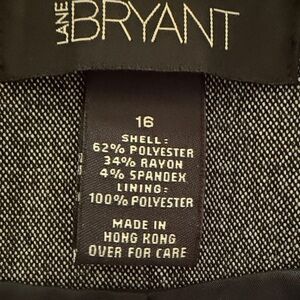 LANE BRYANT
16
SHELL:
62% POLYESTER
34% RAYON
4% SPANDEX
LINING:
100% POLYESTER
MADE IN
HONG KONG
OVER FOR CARE